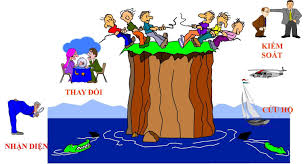 KIỂM
SOÁT
THAY ĐỔI
CỨU HỘ
NHẬN DIỆN